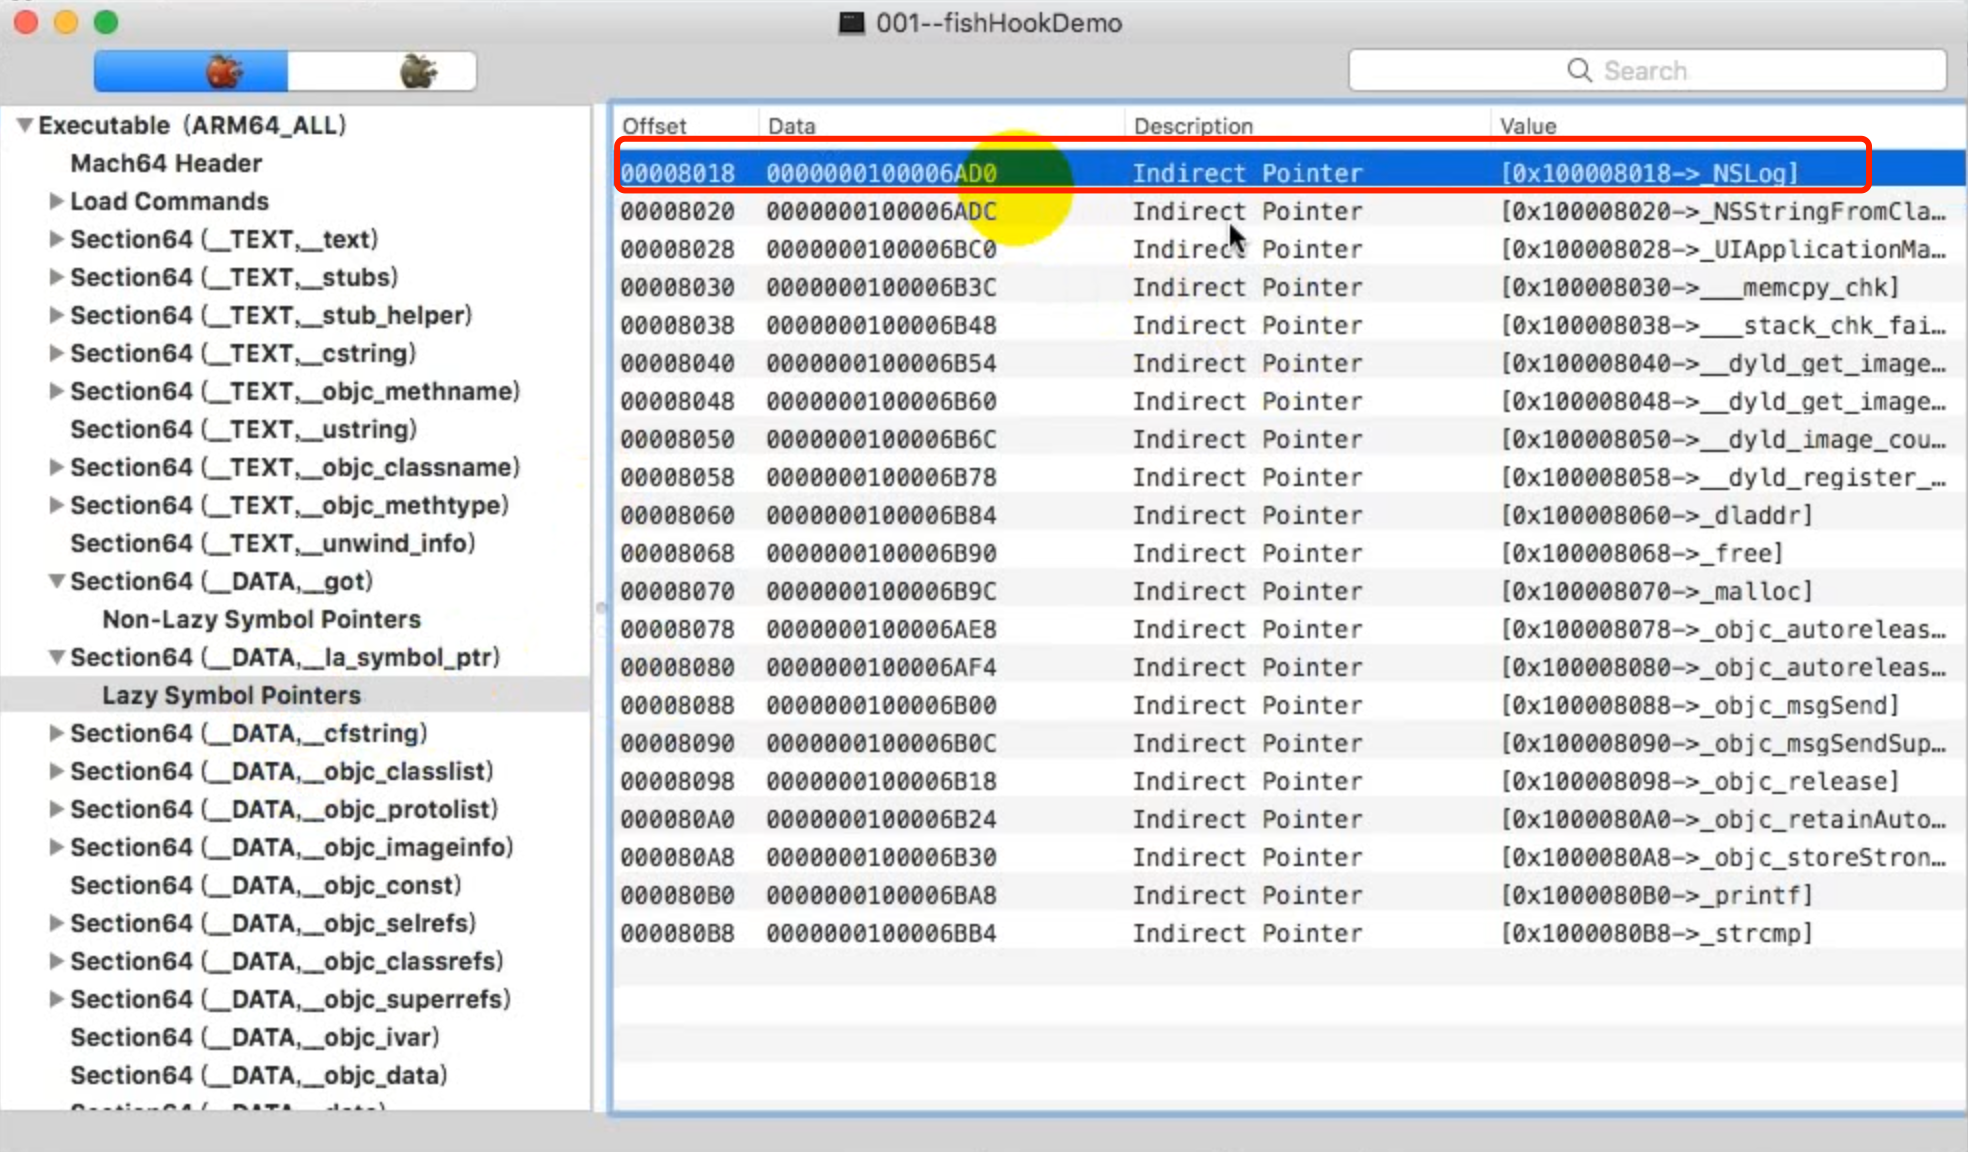 001--fishHookDemo
Search
Executable (ARM64_ALL)
Mach64 Header
Load Commands
Section64 (__TEXT,__text)
Section64 (__TEXT,__stubs)
Section64 (__TEXT,__stub_helper)
Section64 (__TEXT,__cstring)
Section64 (__TEXT,__objc_methname)
Section64 (__TEXT,__ustring)
Section64 (__TEXT,__objc_classname)
Section64 (__TEXT,__objc_methtype)
Section64 (__TEXT,__unwind_info)
Section64 (__DATA,__got)
Non-Lazy Symbol Pointers
Section64 (__DATA,__la_symbol_ptr)
Lazy Symbol Pointers
Section64 (__DATA,__cfstring)
Section64 (__DATA,__objc_classlist)
Section64 (__DATA,__objc_protolist)
Section64 (__DATA,__objc_imageinfo)
Section64 (__DATA,__objc_const)
Section64 (__DATA,__objc_selrefs)
Section64 (__DATA,__objc_classrefs)
Section64 (__DATA,__objc_superrefs)
Section64 (__DATA,__objc_ivar)
Section64 (__DATA,__objc_data)
Offset Data Description Value
00008018 0000000100006AD0 Indirect Pointer [0x100008018->_NSLog]
00008020 0000000100006ADC Indirect Pointer [0x100008020->_NSStringFromCla…
00008028 0000000100006BC0 Indirect Pointer [0x100008028->_UIApplicationMa…
00008030 0000000100006B3C Indirect Pointer [0x100008030->___memcpy_chk]
00008038 0000000100006B48 Indirect Pointer [0x100008038->___stack_chk_fai…
00008040 0000000100006B54 Indirect Pointer [0x100008040->__dyld_get_image…
00008048 0000000100006B60 Indirect Pointer [0x100008048->__dyld_get_image…
00008050 0000000100006B6C Indirect Pointer [0x100008050->__dyld_image_cou…
00008058 0000000100006B78 Indirect Pointer [0x100008058->__dyld_register_…
00008060 0000000100006B84 Indirect Pointer [0x100008060->_dladdr]
00008068 0000000100006B90 Indirect Pointer [0x100008068->_free]
00008070 0000000100006B9C Indirect Pointer [0x100008070->_malloc]
00008078 0000000100006AE8 Indirect Pointer [0x100008078->_objc_autoreleas…
00008080 0000000100006AF4 Indirect Pointer [0x100008080->_objc_autoreleas…
00008088 0000000100006B00 Indirect Pointer [0x100008088->_objc_msgSend]
00008090 0000000100006B0C Indirect Pointer [0x100008090->_objc_msgSendSup…
00008098 0000000100006B18 Indirect Pointer [0x100008098->_objc_release]
000080A0 0000000100006B24 Indirect Pointer [0x1000080A0->_objc_retainAuto…
000080A8 0000000100006B30 Indirect Pointer [0x1000080A8->_objc_storeStron…
000080B0 0000000100006BA8 Indirect Pointer [0x1000080B0->_printf]
000080B8 0000000100006BB4 Indirect Pointer [0x1000080B8->_strcmp]